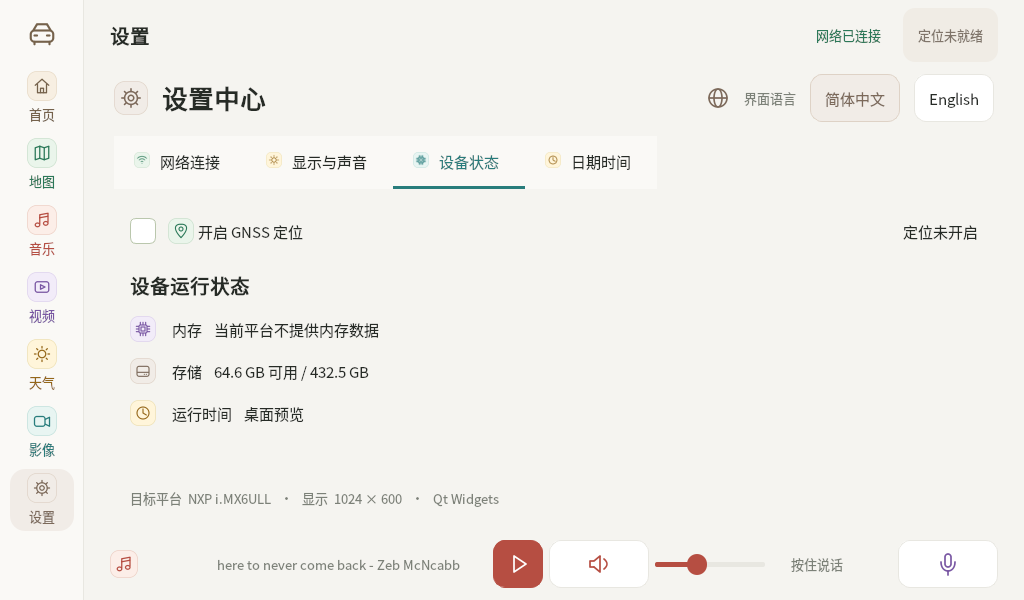 设置
网络已连接
定位未就绪
首页
地图
音乐
视频
天气
影像
设置
设置中心
界面语言
简体中文
English
网络连接
显示与声音
设备状态
日期时间
开启 GNSS 定位
定位未开启
设备运行状态
内存 当前平台不提供内存数据
存储 64.6 GB 可用 / 432.5 GB
运行时间 桌面预览
目标平台 NXP i.MX6ULL • 显示 1024 × 600 • Qt Widgets
here to never come back - Zeb McNcabb
按住说话